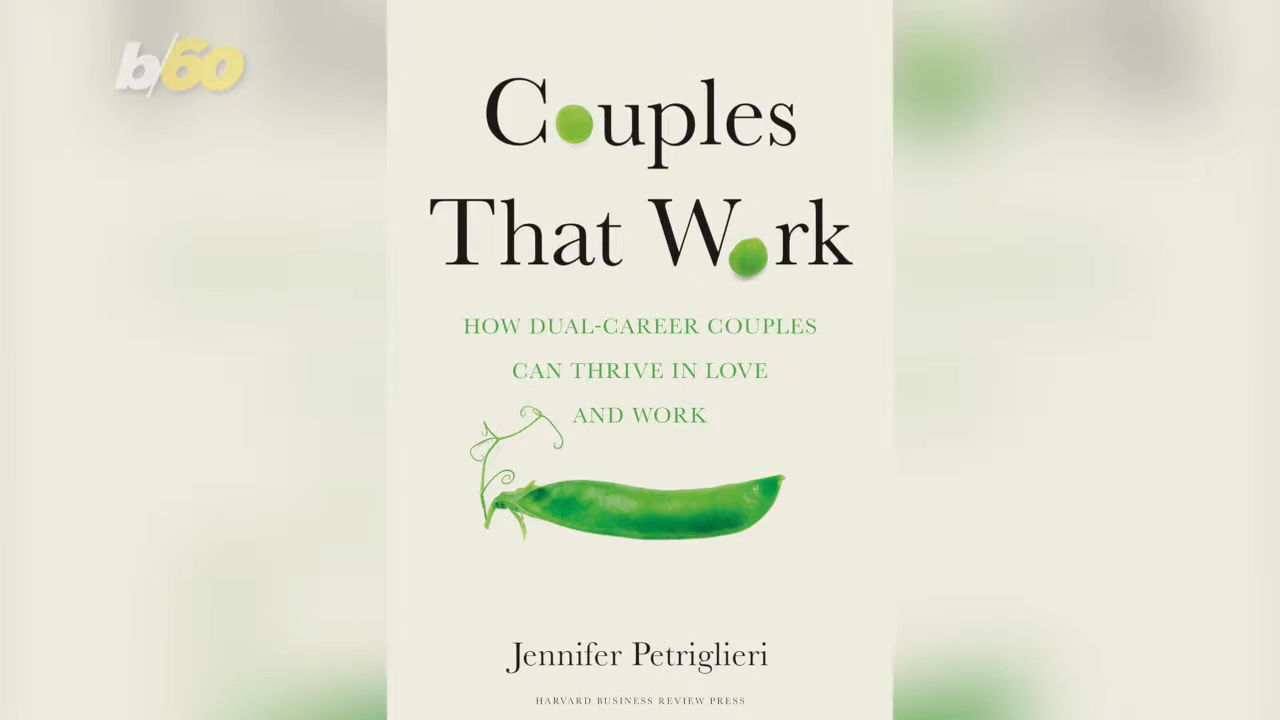 b/60
Couples
That Work
HOW DUAL-CAREER COUPLES
CAN THRIVE IN LOVE
AND WORK
Jennifer Petriglieri
HARVARD BUSINESS REVIEW PRESS